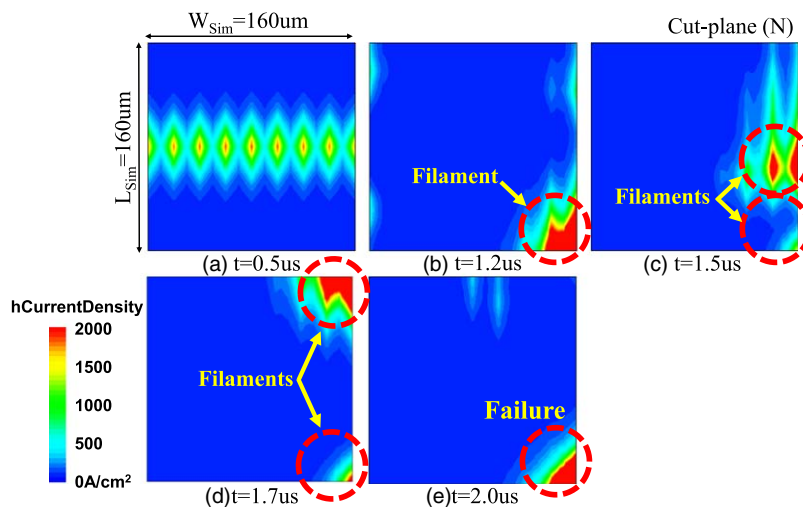 W_Sim=160um
Cut-plane (N)
L_Sim=160um
Filament
Filaments
(a) t=0.5us
(b) t=1.2us
(c) t=1.5us
hCurrentDensity
2000
1500
1000
500
0A/cm²
Filaments
Failure
(d)t=1.7us
(e)t=2.0us